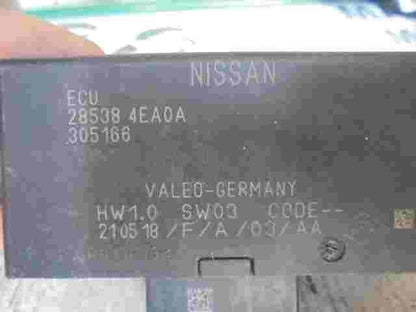 NISSAN
ECU
28538 4EA0A
305166
VALEO-GERMANY
HW1.0 SW03 CODE--
210518/F/A/03/AA